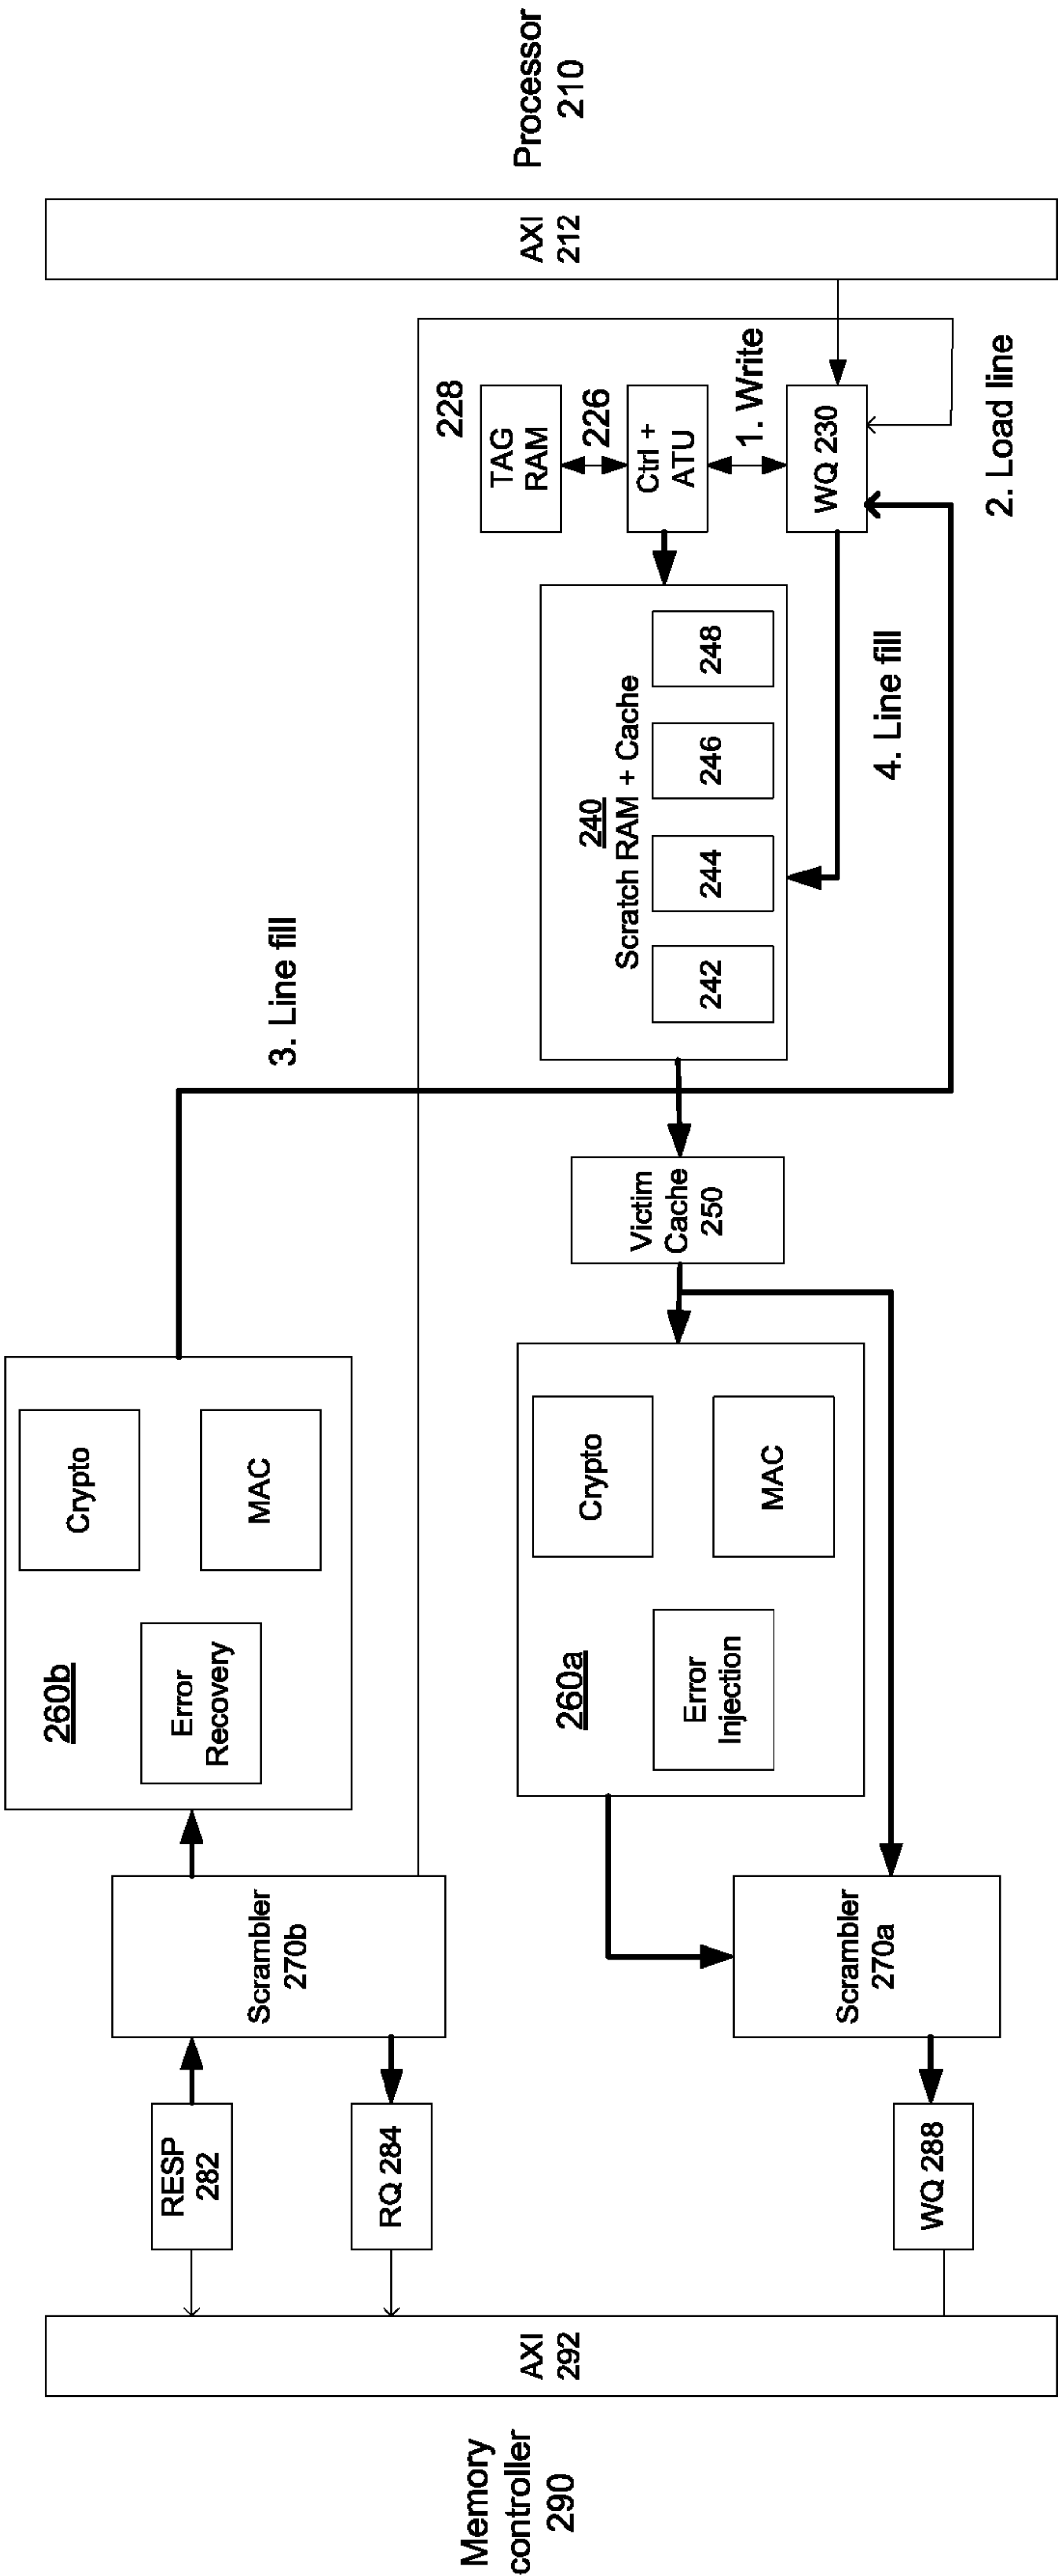 Memory
controller
290
AXI
292
RESP
282
RQ 284
WQ 288
Scrambler
270b
Scrambler
270a
260b
Error
Recovery
Crypto
MAC
260a
Error
Injection
Crypto
MAC
3. Line fill
Victim
Cache
250
240
Scratch RAM + Cache
242
244
246
248
4. Line fill
228
TAG
RAM
226
Ctrl +
ATU
1. Write
WQ 230
2. Load line
AXI
212
Processor
210